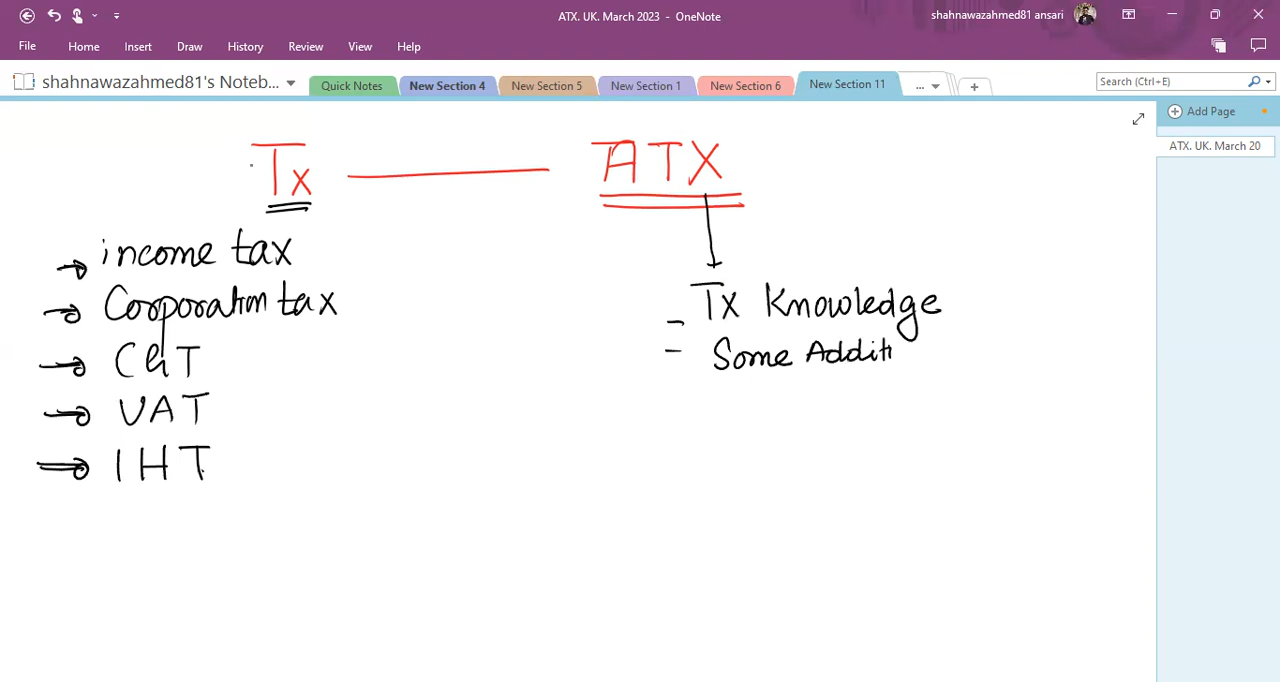 ATX. UK. March 2023 - OneNote
shahnawazahmed81 ansari
File Home Insert Draw History Review View Help
shahnawazahmed81's Noteb... Quick Notes New Section 4 New Section 5 New Section 1 New Section 6 New Section 11 ... Search (Ctrl+E)
Add Page
ATX. UK. March 20
Tx ATX
income tax
Corporation tax
CGT
VAT
IHT
Tx Knowledge
Some Additi